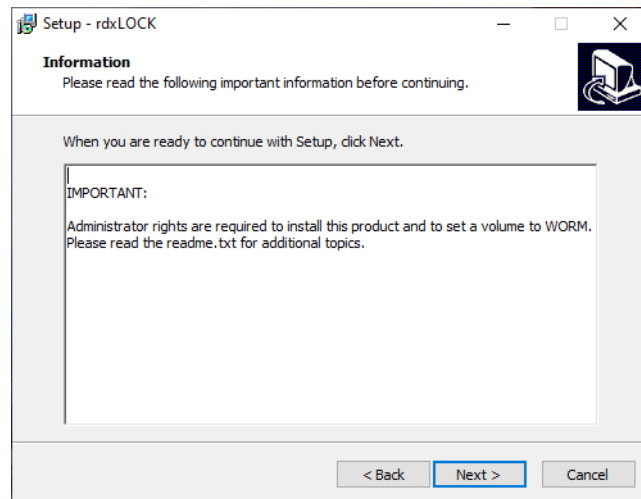 Setup - rdxLOCK
Information
Please read the following important information before continuing.
When you are ready to continue with Setup, click Next.
IMPORTANT:
Administrator rights are required to install this product and to set a volume to WORM.
Please read the readme.txt for additional topics.
< Back
Next >
Cancel